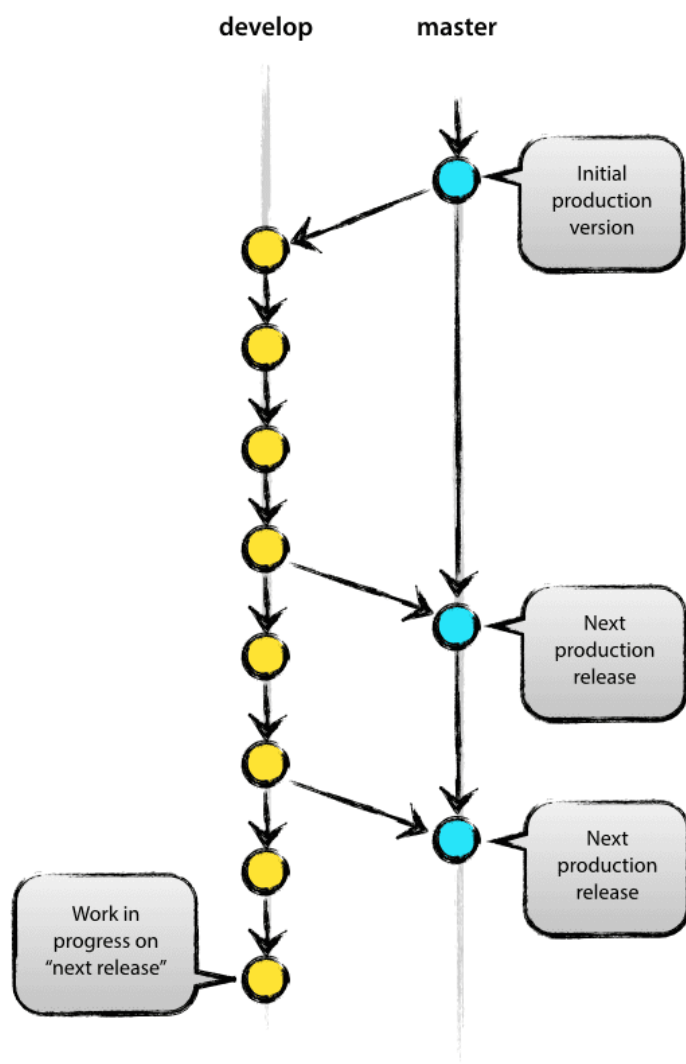 develop
master
Initial
production
version
Next
production
release
Next
production
release
Work in
progress on
“next release”